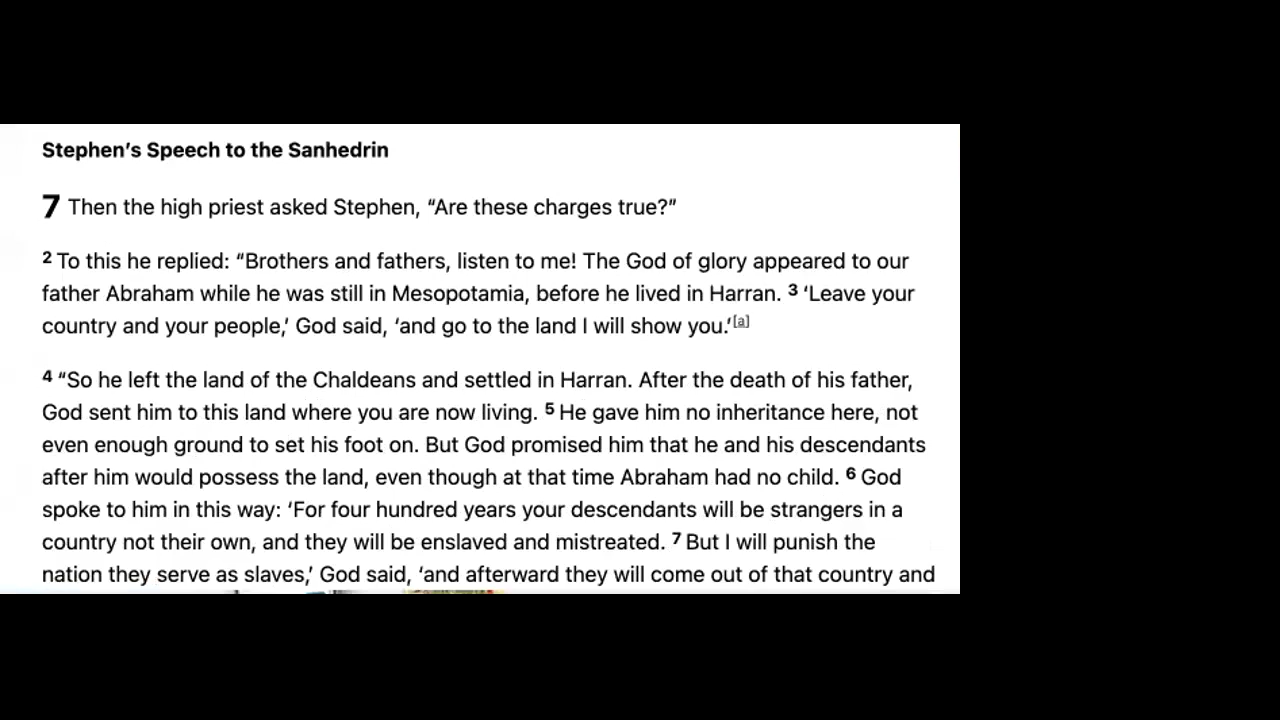 Stephen’s Speech to the Sanhedrin
7 Then the high priest asked Stephen, “Are these charges true?”
2 To this he replied: “Brothers and fathers, listen to me! The God of glory appeared to our
father Abraham while he was still in Mesopotamia, before he lived in Harran. 3 ‘Leave your
country and your people,’ God said, ‘and go to the land I will show you.’[a]
4 “So he left the land of the Chaldeans and settled in Harran. After the death of his father,
God sent him to this land where you are now living. 5 He gave him no inheritance here, not
even enough ground to set his foot on. But God promised him that he and his descendants
after him would possess the land, even though at that time Abraham had no child. 6 God
spoke to him in this way: ‘For four hundred years your descendants will be strangers in a
country not their own, and they will be enslaved and mistreated. 7 But I will punish the
nation they serve as slaves,’ God said, ‘and afterward they will come out of that country and